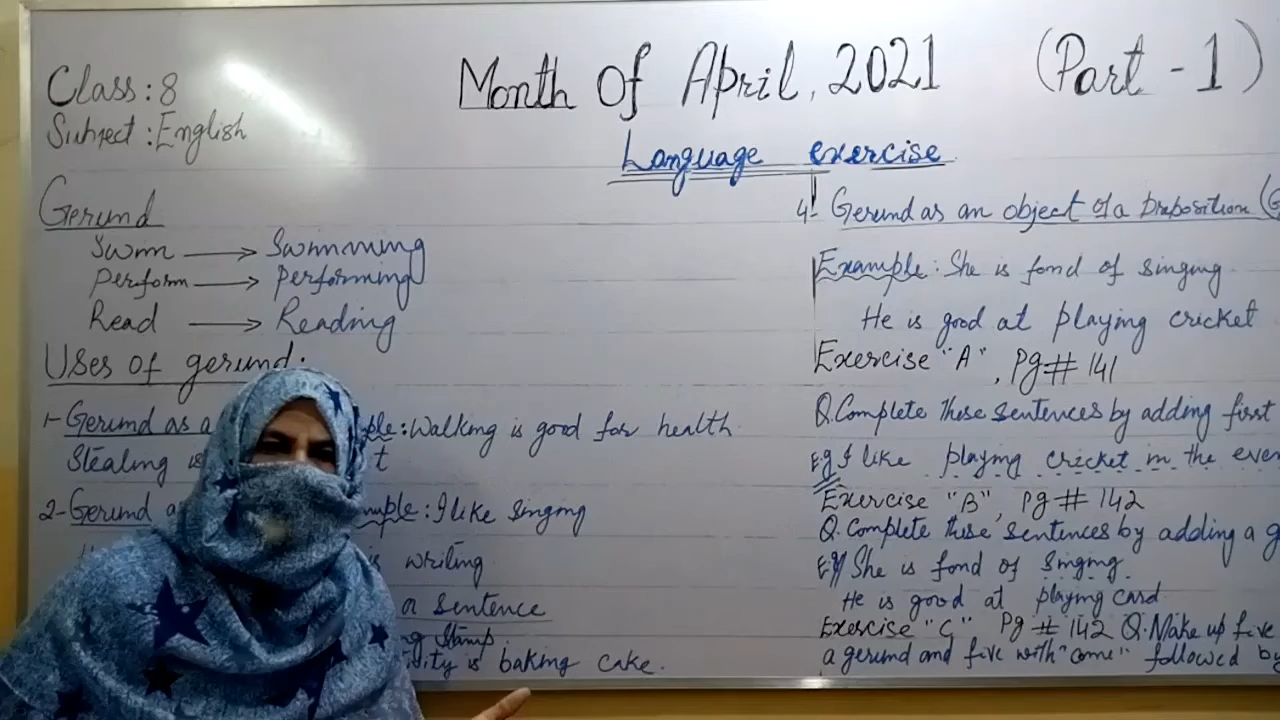 Month Of April, 2021 (Part - 1)
Class : 8
Subject : English
Language exercise
Gerund
Swim → Swimming
Perform → Performing
Read → Reading
Uses of gerund:
1- Gerund as a ple: Walking is good for health
Stealing is t
2- Gerund a mple: I like singing
is writing
a sentence
ng stamp.
ity is baking cake.
4- Gerund as an object of a preposition (
Example: She is fond of singing
He is good at playing cricket
Exercise "A", Pg# 141
Q. Complete these sentences by adding first
E.g I like playing cricket in the even
Exercise "B", Pg # 142
Q. Complete these sentences by adding a g
Eg She is fond of singing.
He is good at playing card
Exercise "C" Pg # 142 Q. Make up five
a gerund and five with "come" followed by